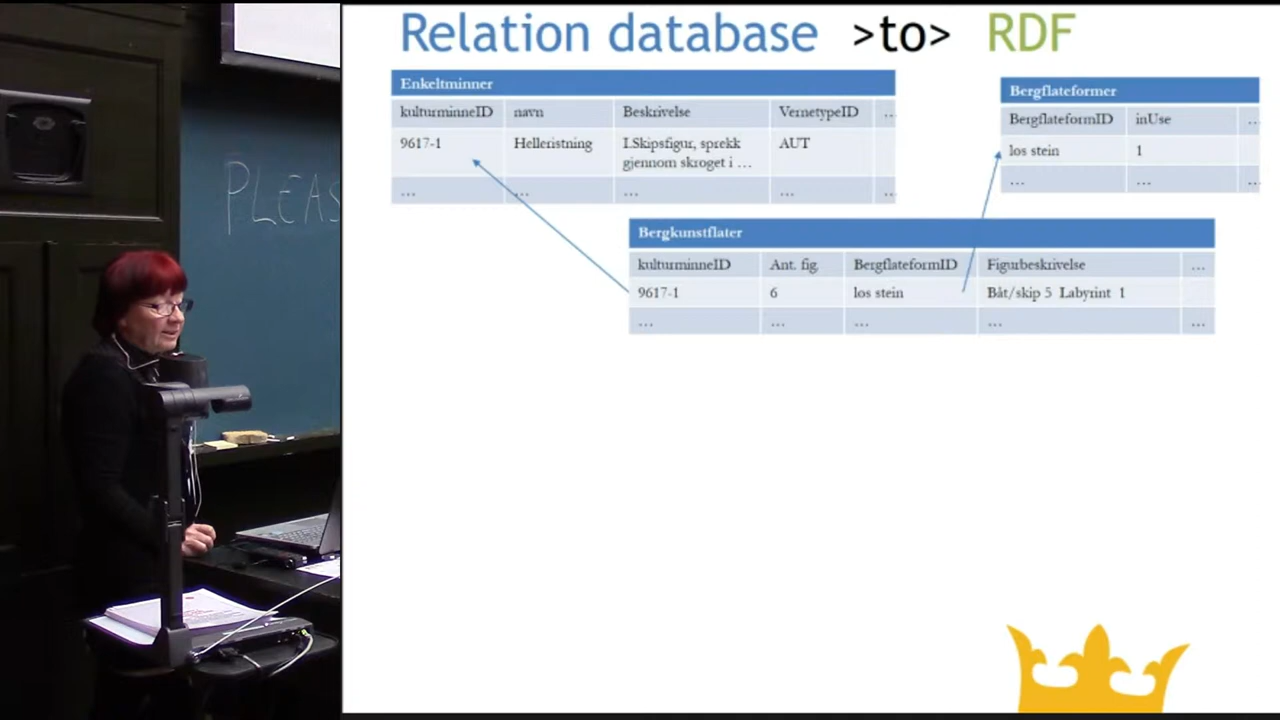 Relation database >to> RDF
Enkeltminner
kulturminneID navn Beskrivelse VernetypeID ...
9617-1 Helleristning I.Skipsfigur, sprekk gjennom skroget i ... AUT
... ... ... ... ...
Bergflateformer
BergflateformID inUse ...
los stein 1
... ... ...
Bergkunstflater
kulturminneID Ant. fig. BergflateformID Figurbeskrivelse ...
9617-1 6 los stein Båt/skip 5 Labyrint 1
... ... ... ...
PLEAS